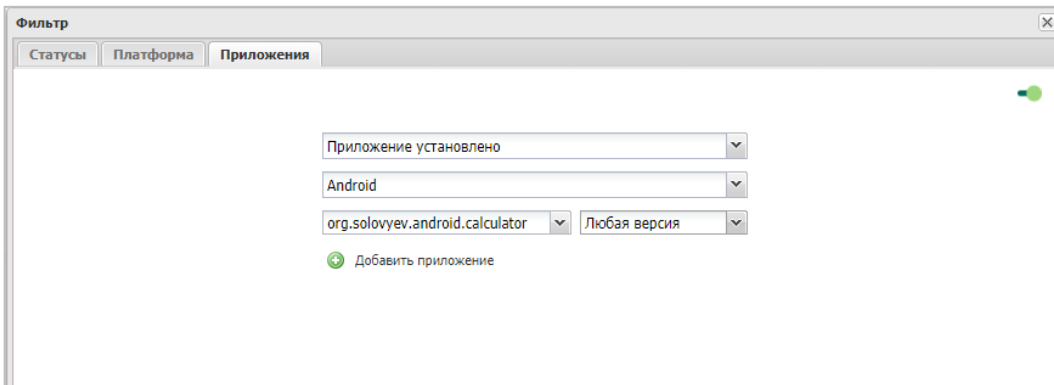 Фильтр
Статусы Платформа Приложения
Приложение установлено
Android
org.solovyev.android.calculator Любая версия
Добавить приложение